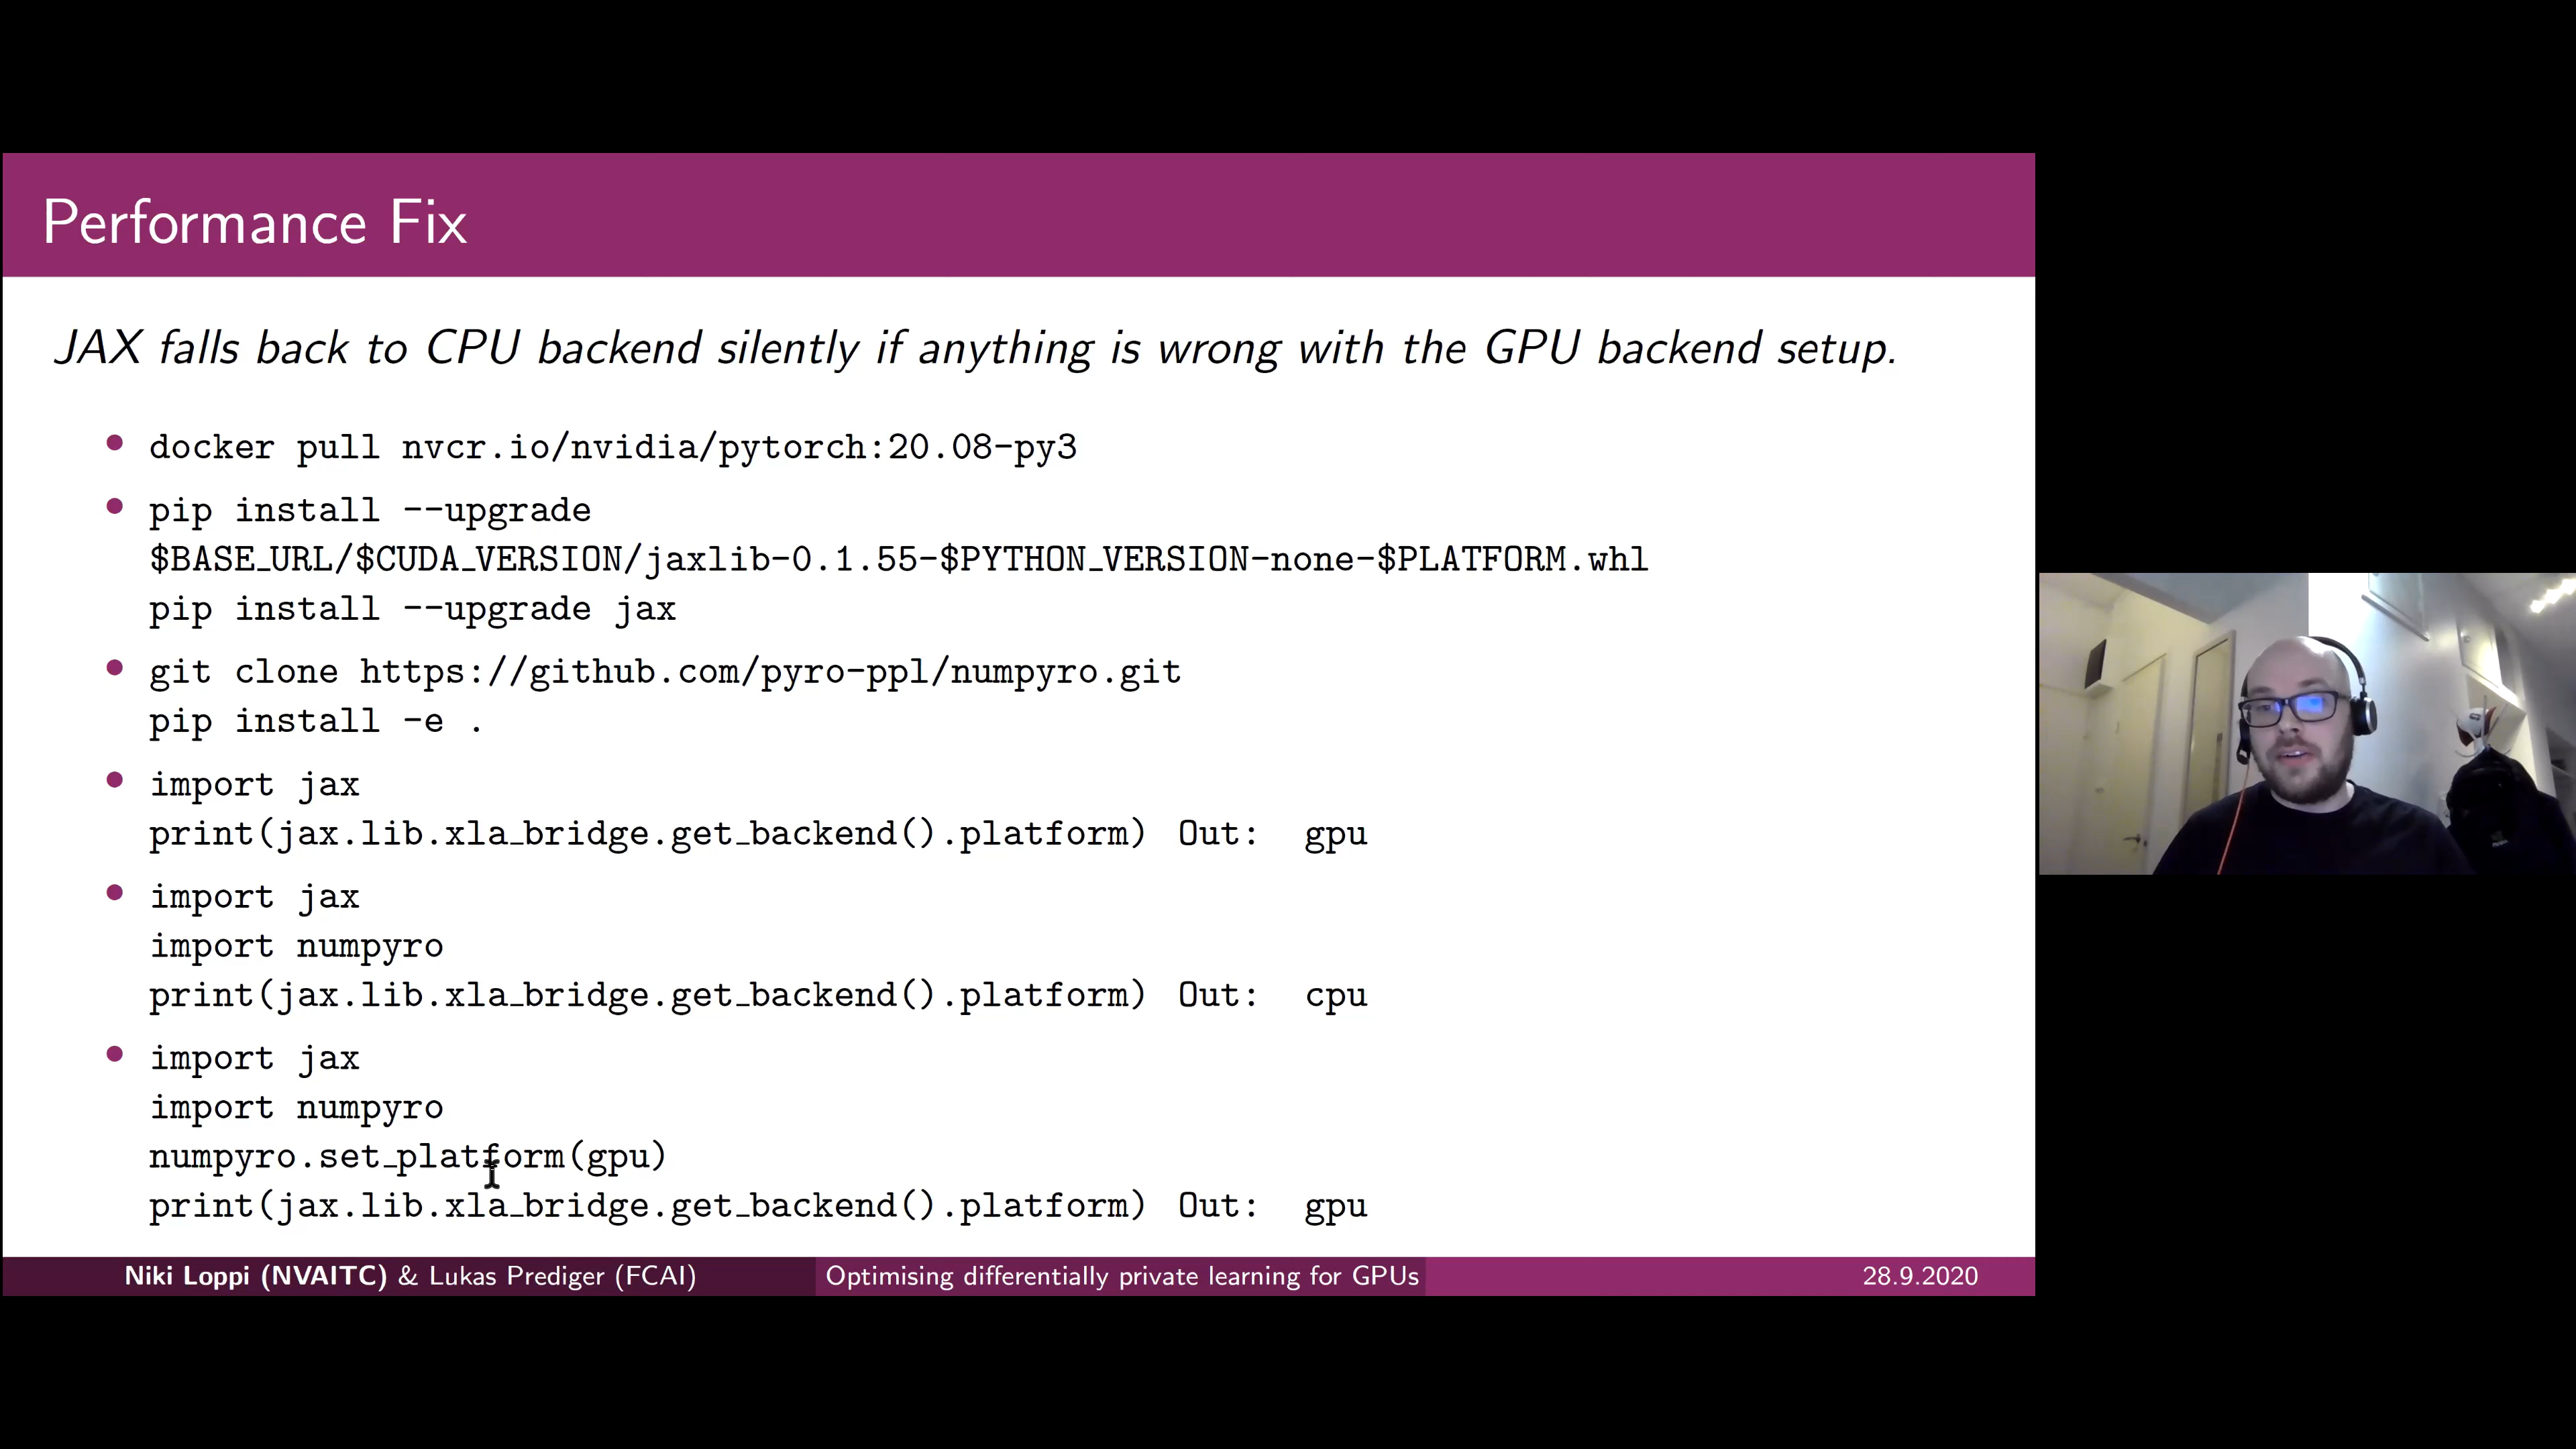 Performance Fix
JAX falls back to CPU backend silently if anything is wrong with the GPU backend setup.
• docker pull nvcr.io/nvidia/pytorch:20.08-py3
• pip install --upgrade
$BASE_URL/$CUDA_VERSION/jaxlib-0.1.55-$PYTHON_VERSION-none-$PLATFORM.whl
pip install --upgrade jax
• git clone https://github.com/pyro-ppl/numpyro.git
pip install -e .
• import jax
print(jax.lib.xla_bridge.get_backend().platform) Out: gpu
• import jax
import numpyro
print(jax.lib.xla_bridge.get_backend().platform) Out: cpu
• import jax
import numpyro
numpyro.set_platform(gpu)
print(jax.lib.xla_bridge.get_backend().platform) Out: gpu
Niki Loppi (NVAITC) & Lukas Prediger (FCAI) Optimising differentially private learning for GPUs 28.9.2020